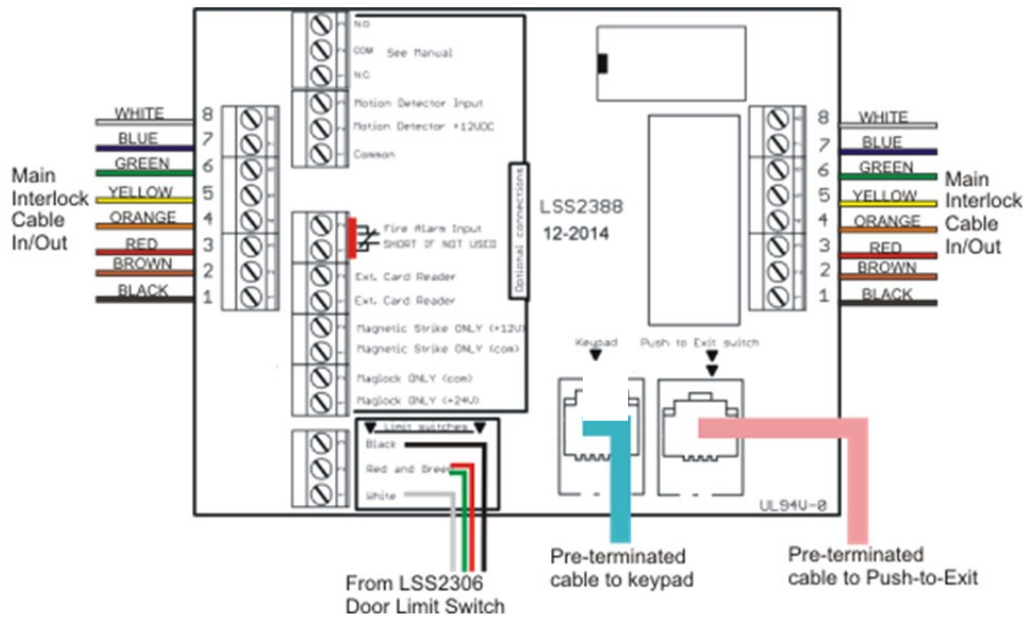 N.O.
COM See Manual
N.C.
Motion Detector Input
Motion Detector +12VDC
Common
WHITE 8
BLUE 7
GREEN 6
YELLOW 5
ORANGE 4
RED 3
BROWN 2
BLACK 1
Main
Interlock
Cable
In/Out
Fire Alarm Input
SHORT IF NOT USED
Ext. Card Reader
Ext. Card Reader
Magnetic Strike ONLY (+12V)
Magnetic Strike ONLY (com)
Maglock ONLY (com)
Maglock ONLY (+24V)
Optional connections
LSS2388
12-2014
8 WHITE
7 BLUE
6 GREEN
5 YELLOW
4 ORANGE
3 RED
2 BROWN
1 BLACK
Main
Interlock
Cable
In/Out
Keypad
Push to Exit switch
Limit switches
Black
Red and Green
White
UL94V-0
From LSS2306
Door Limit Switch
Pre-terminated
cable to keypad
Pre-terminated
cable to Push-to-Exit